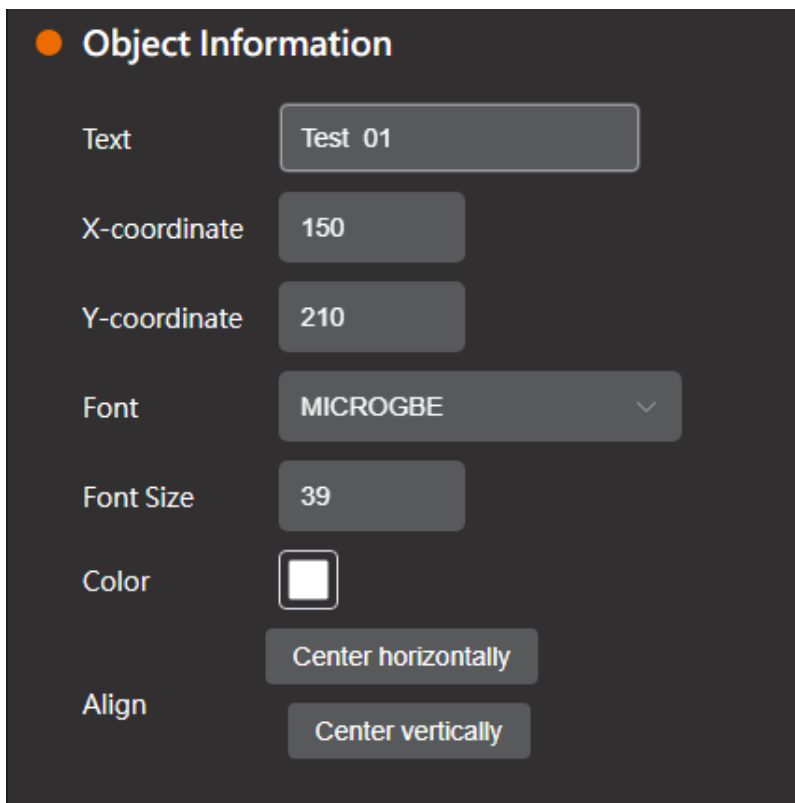 Object Information
Text Test  01
X-coordinate 150
Y-coordinate 210
Font MICROGBE
Font Size 39
Color
Center horizontally
Align
Center vertically